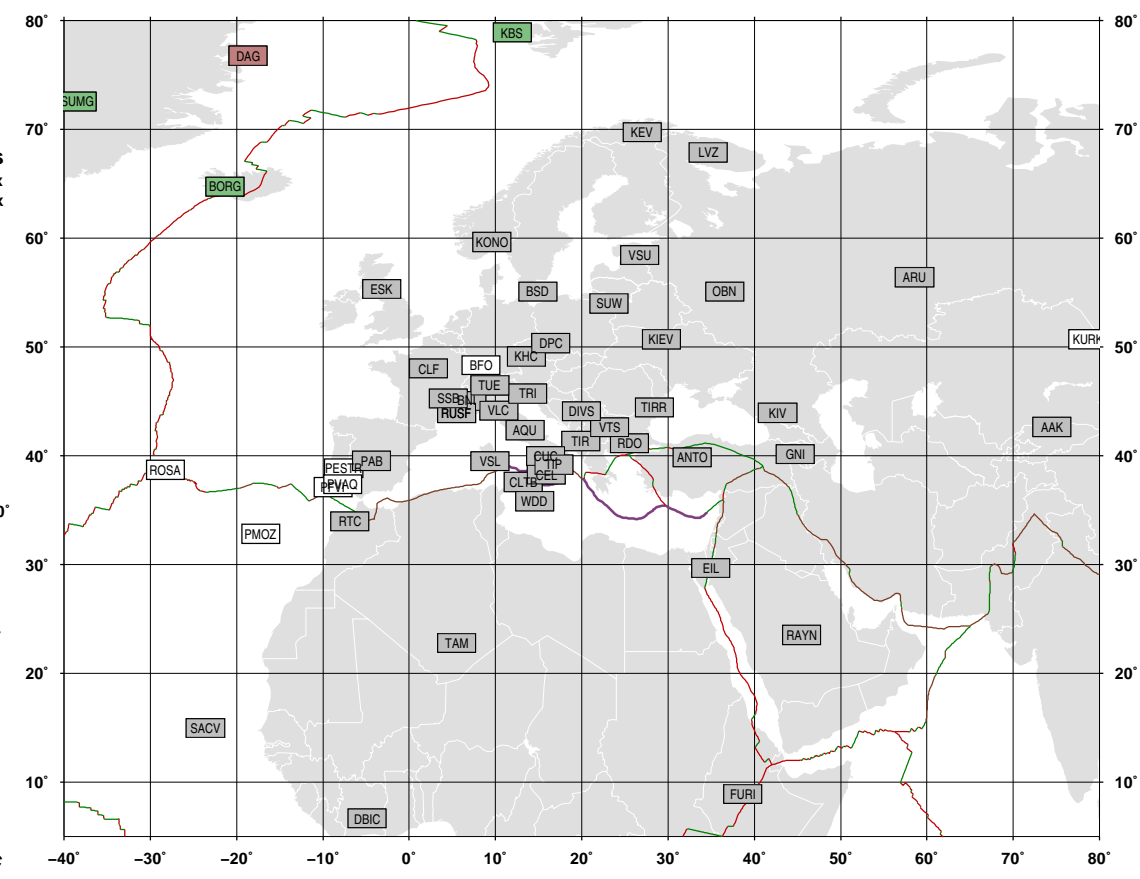 80˚ 80˚
KBS
DAG
SUMG
70˚ 70˚
KEV
LVZ
s
x
BORG
x
60˚ 60˚
KONO
VSU
ARU
ESK
BSD
OBN
SUW
50˚ 50˚
KIEV
KURK
DPC
KHC
BFO
CLF
TUE
TRI
SSB
RUSF
VLC
DIVS
TIRR
KIV
AQU
VTS
AAK
TIR
RDO
40˚ 40˚
ROSA
PESTR
PAB
VSL
CUC
TIP
ANTO
GNI
PVAQ
CLTB
CEL
WDD
0˚
RTC
PMOZ
30˚ 30˚
EIL
TAM
RAYN
20˚ 20˚
SACV
10˚ 10˚
FURI
DBIC
−40˚ −30˚ −20˚ −10˚ 0˚ 10˚ 20˚ 30˚ 40˚ 50˚ 60˚ 70˚ 80˚